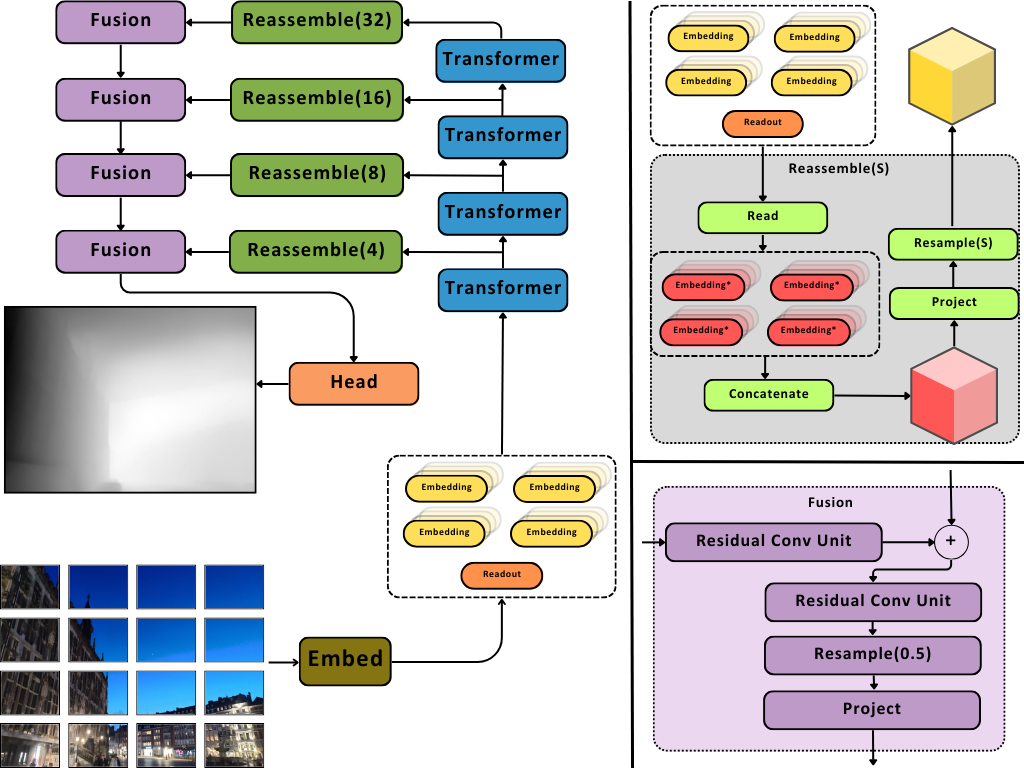 Fusion
Reassemble(32)
Transformer
Fusion
Reassemble(16)
Transformer
Fusion
Reassemble(8)
Transformer
Fusion
Reassemble(4)
Transformer
Head
Embedding
Embedding
Embedding
Embedding
Readout
Embed
Embedding
Embedding
Embedding
Embedding
Readout
Reassemble(S)
Read
Embedding*
Embedding*
Embedding*
Embedding*
Concatenate
Resample(S)
Project
Fusion
Residual Conv Unit
+
Residual Conv Unit
Resample(0.5)
Project